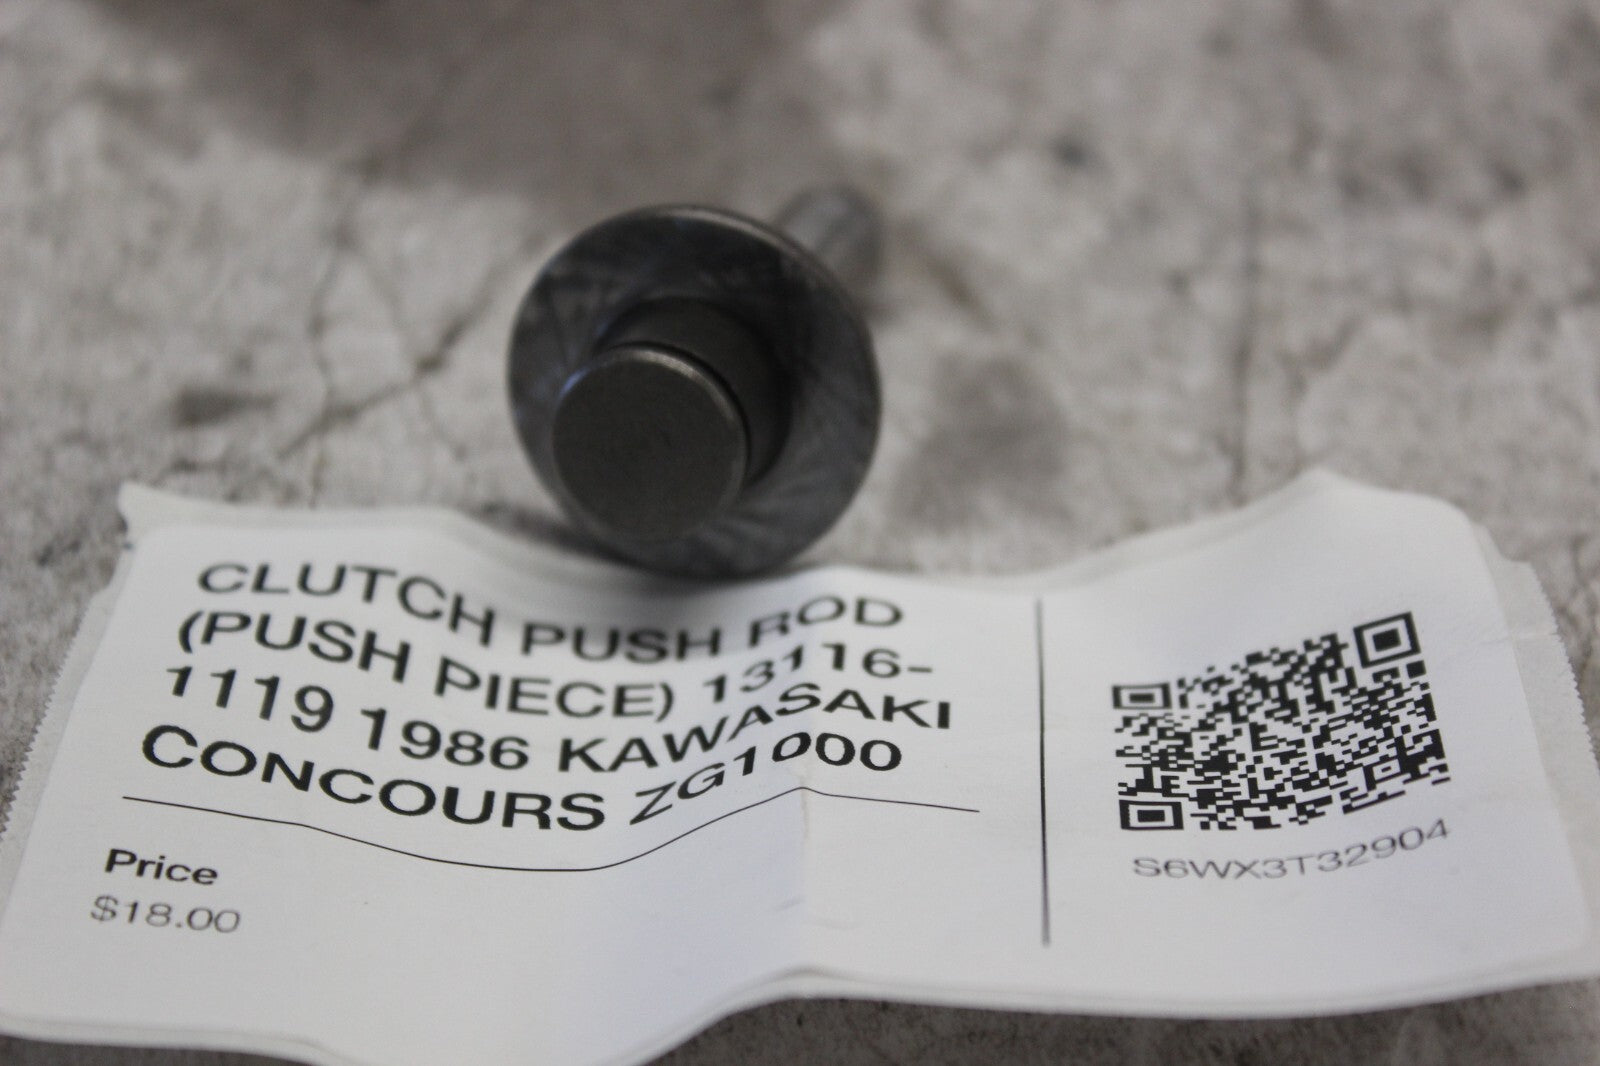 CLUTCH PUSH ROD
(PUSH PIECE) 13116-
1119 1986 KAWASAKI
CONCOURS ZG1000
Price
$18.00
S6WX3T32904